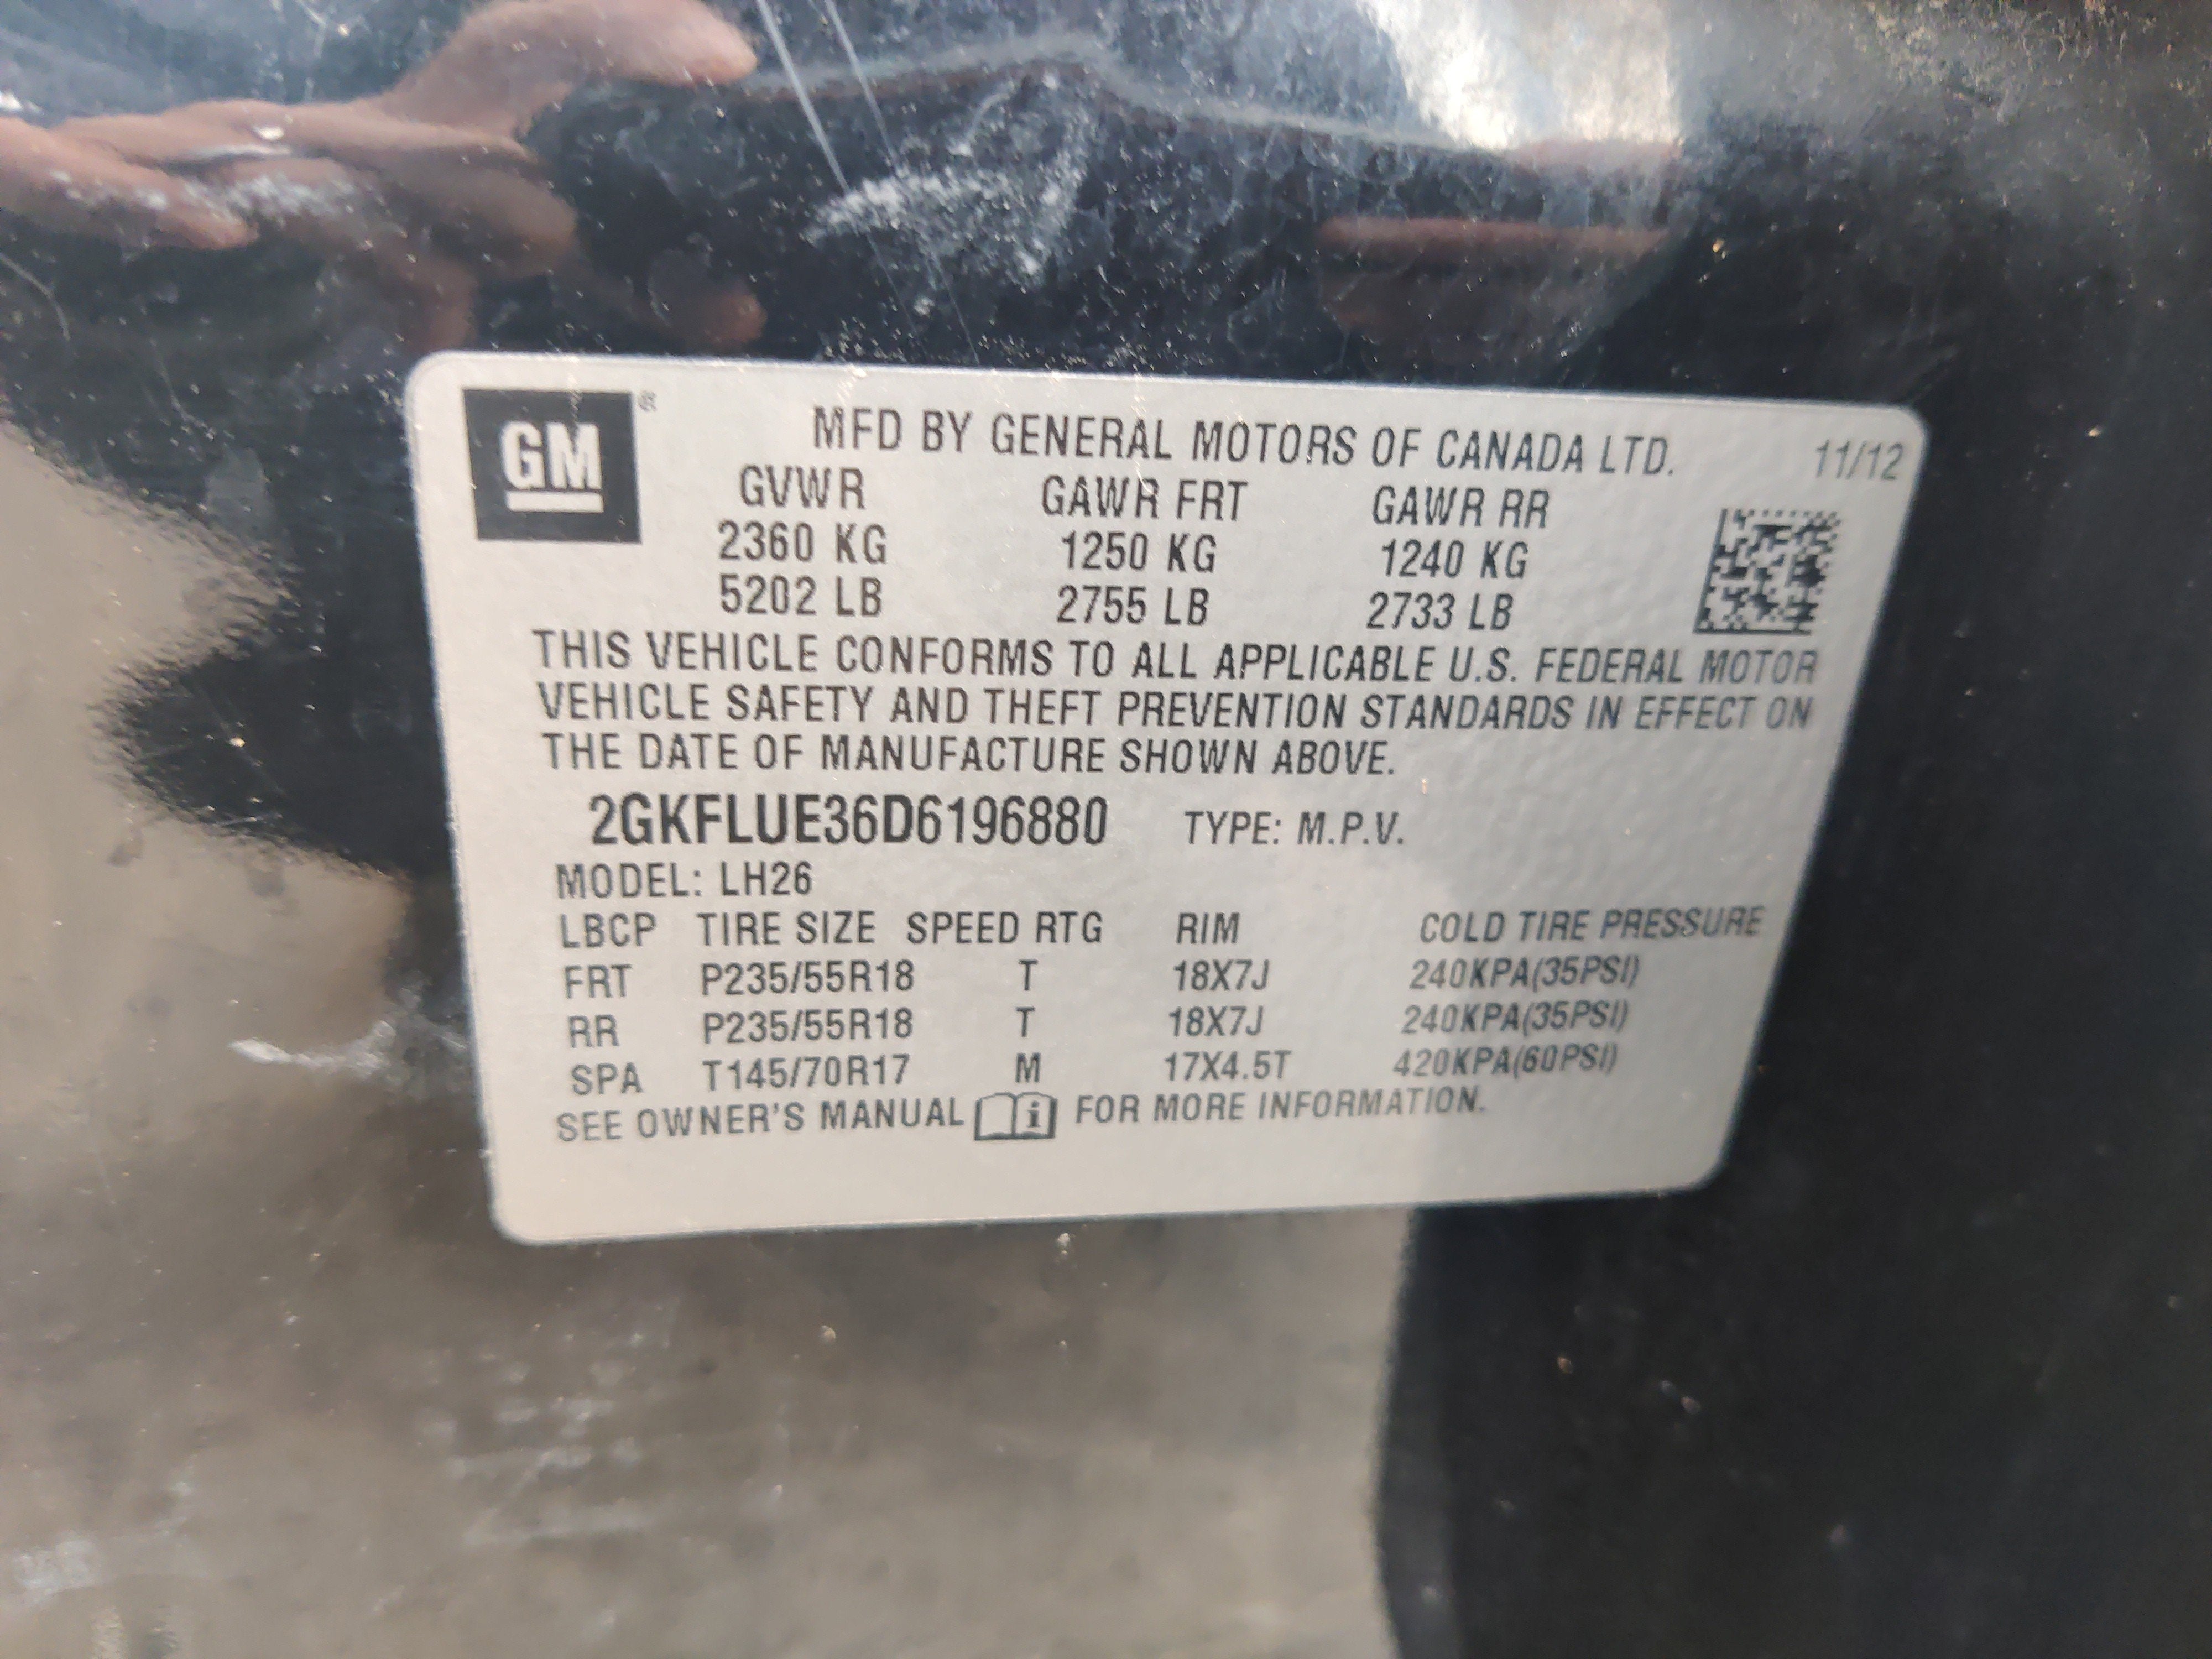 GM ®
MFD BY GENERAL MOTORS OF CANADA LTD. 11/12
GVWR GAWR FRT GAWR RR
2360 KG 1250 KG 1240 KG
5202 LB 2755 LB 2733 LB
THIS VEHICLE CONFORMS TO ALL APPLICABLE U.S. FEDERAL MOTOR
VEHICLE SAFETY AND THEFT PREVENTION STANDARDS IN EFFECT ON
THE DATE OF MANUFACTURE SHOWN ABOVE.
2GKFLUE36D6196880 TYPE: M.P.V.
MODEL: LH26
LBCP TIRE SIZE SPEED RTG RIM COLD TIRE PRESSURE
FRT P235/55R18 T 18X7J 240KPA(35PSI)
RR P235/55R18 T 18X7J 240KPA(35PSI)
SPA T145/70R17 M 17X4.5T 420KPA(60PSI)
SEE OWNER'S MANUAL i FOR MORE INFORMATION.